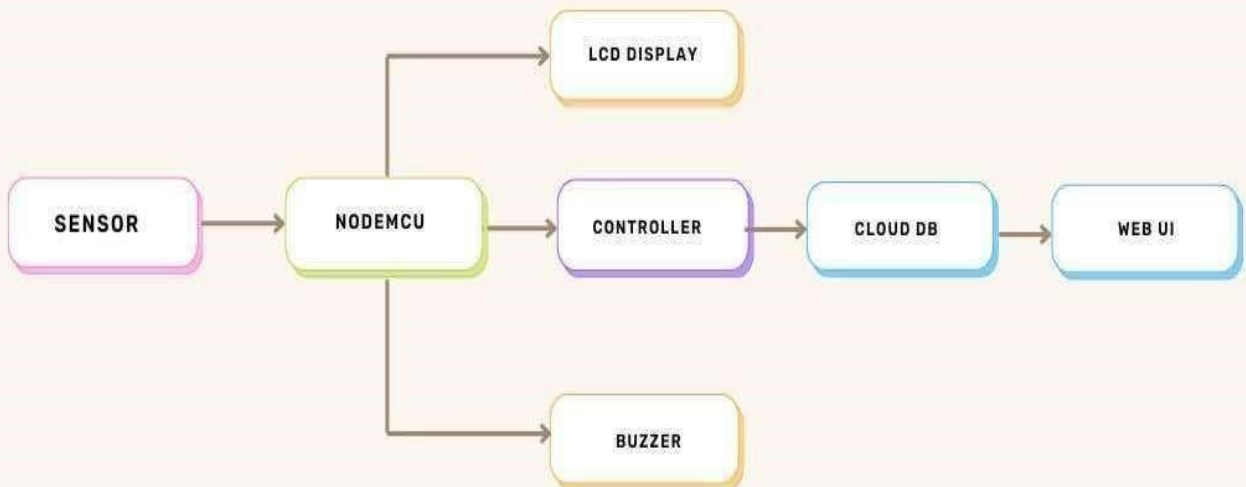 LCD DISPLAY
SENSOR
NODEMCU
CONTROLLER
CLOUD DB
WEB UI
BUZZER